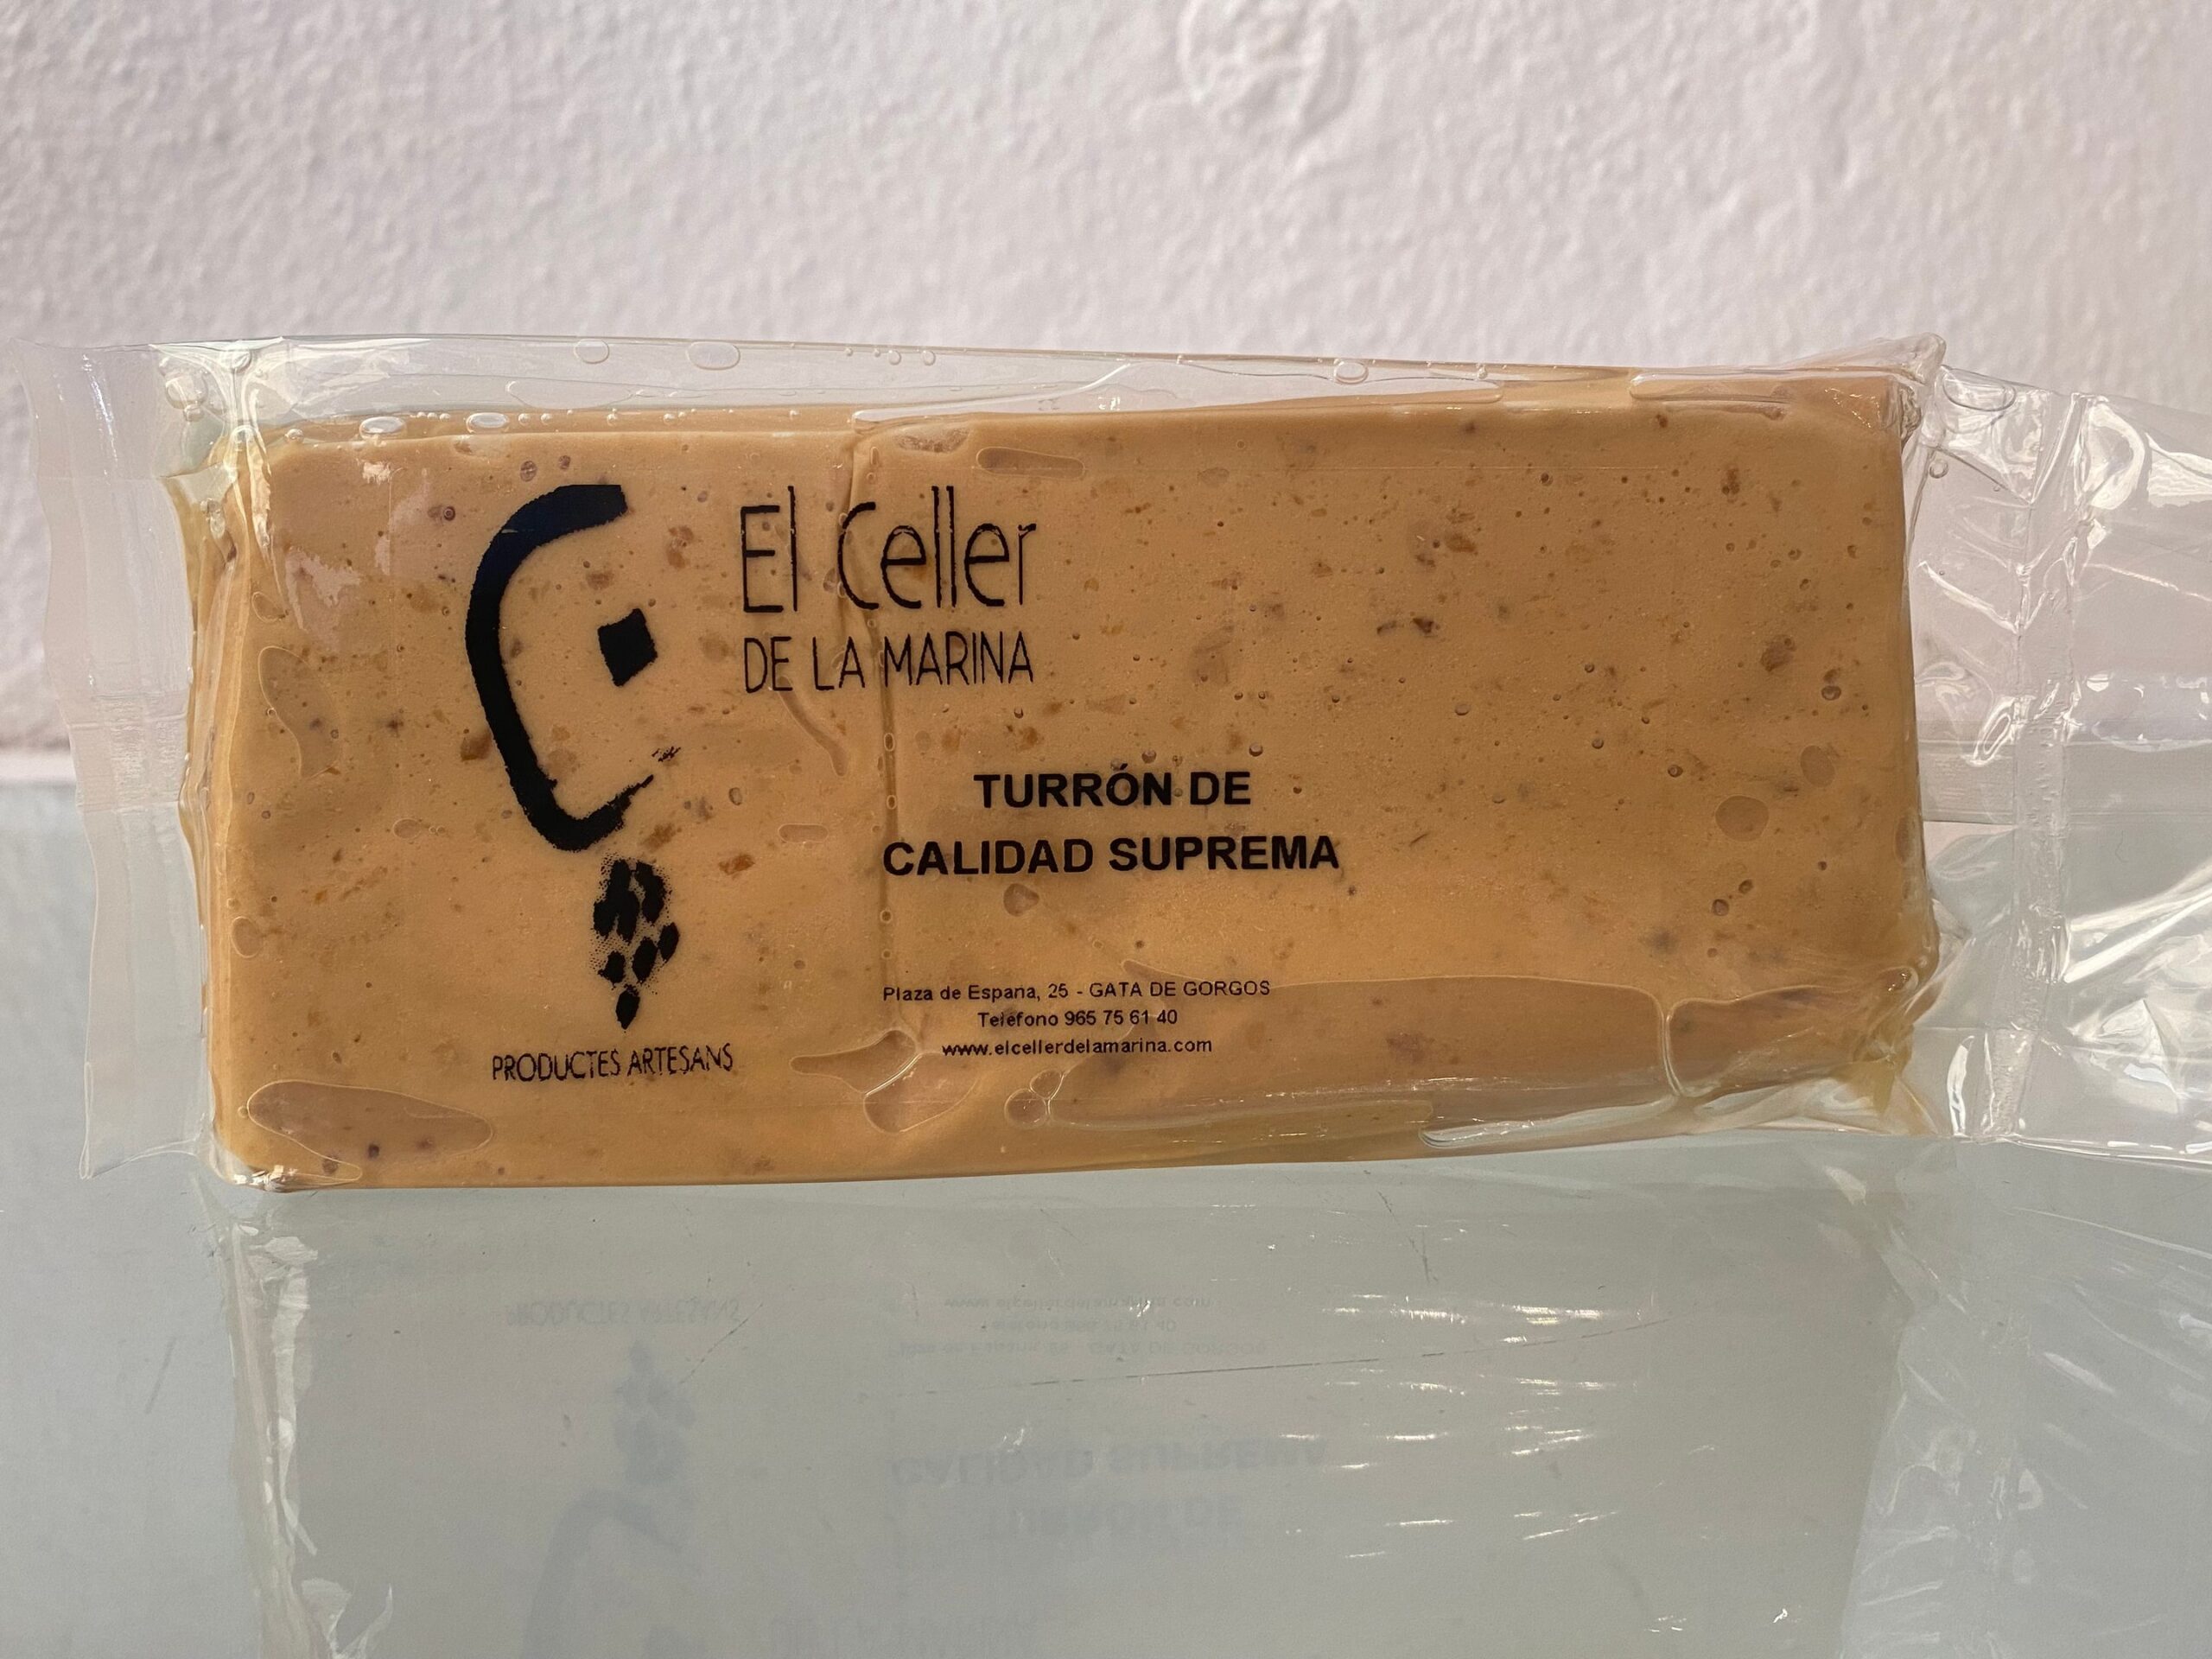 El Celler
DE LA MARINA
TURRÓN DE
CALIDAD SUPREMA
Plaza de Espana, 25 - GATA DE GORGOS
Teléfono 965 75 61 40
www.elcellerdelamarina.com
PRODUCTES ARTESANS